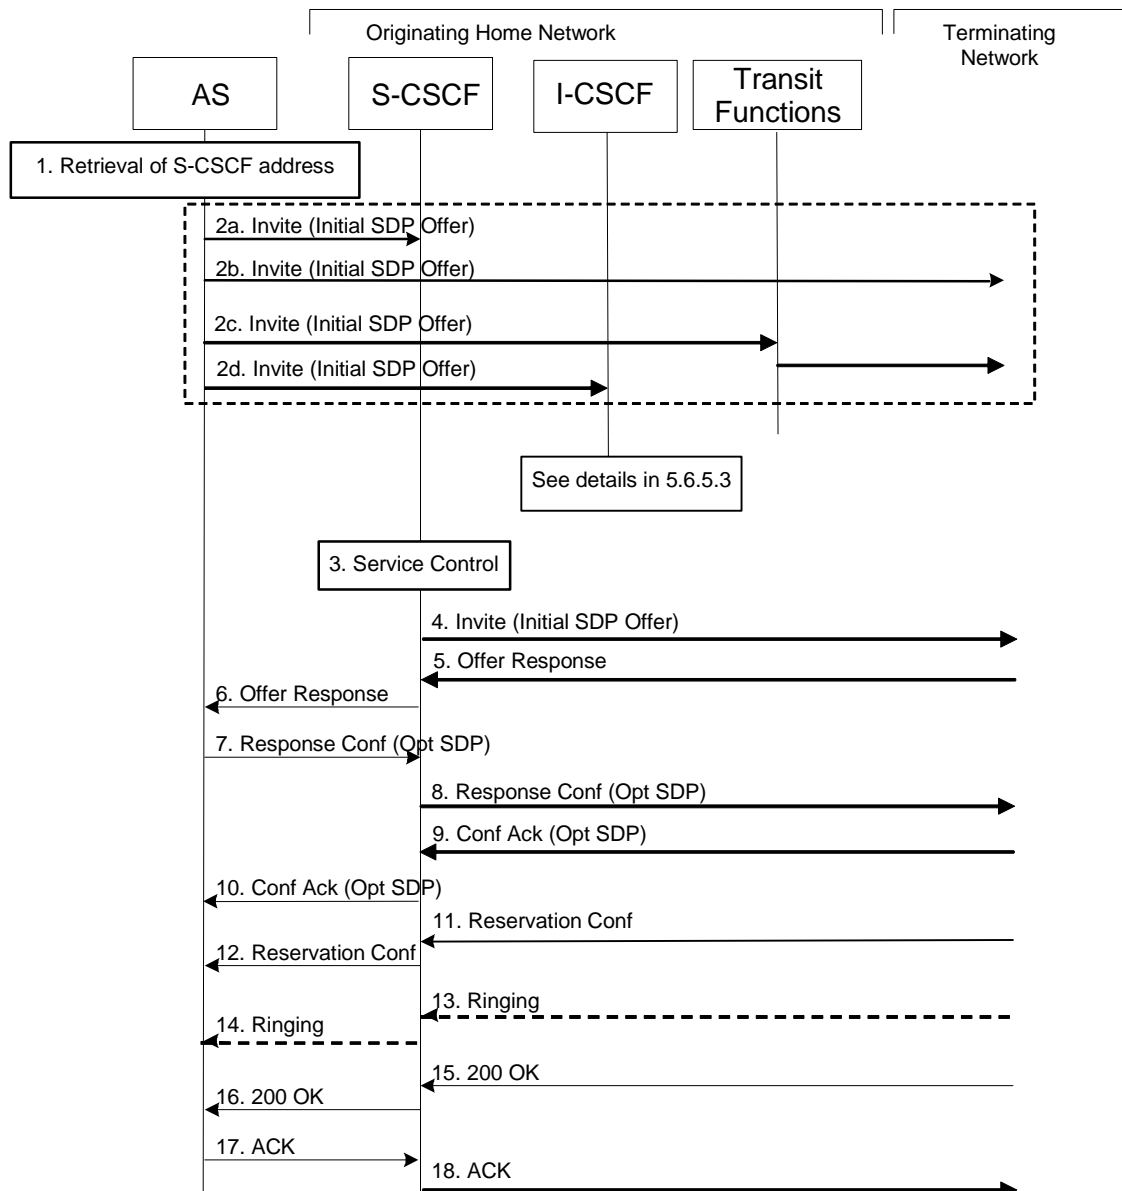 Originating Home Network
Terminating
Network
AS
S-CSCF
I-CSCF
Transit
Functions
1. Retrieval of S-CSCF address
2a. Invite (Initial SDP Offer)
2b. Invite (Initial SDP Offer)
2c. Invite (Initial SDP Offer)
2d. Invite (Initial SDP Offer)
See details in 5.6.5.3
3. Service Control
4. Invite (Initial SDP Offer)
5. Offer Response
6. Offer Response
7. Response Conf (Opt SDP)
8. Response Conf (Opt SDP)
9. Conf Ack (Opt SDP)
10. Conf Ack (Opt SDP)
11. Reservation Conf
12. Reservation Conf
13. Ringing
14. Ringing
15. 200 OK
16. 200 OK
17. ACK
18. ACK